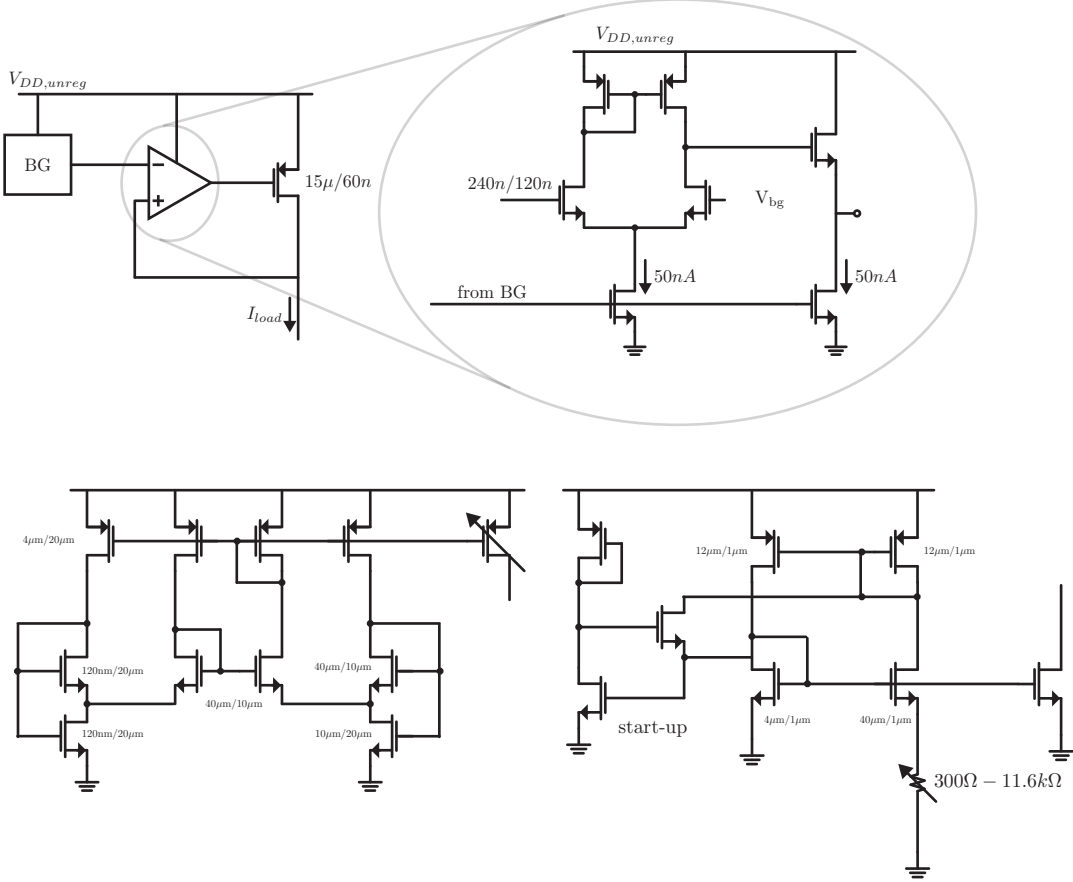 V_{DD,unreg}
BG
−
+
15μ/60n
I_{load}
V_{DD,unreg}
240n/120n
V_{bg}
50nA
50nA
from BG
4μm/20μm
120nm/20μm
120nm/20μm
40μm/10μm
40μm/10μm
10μm/20μm
12μm/1μm
12μm/1μm
start-up
4μm/1μm
40μm/1μm
300Ω − 11.6kΩ